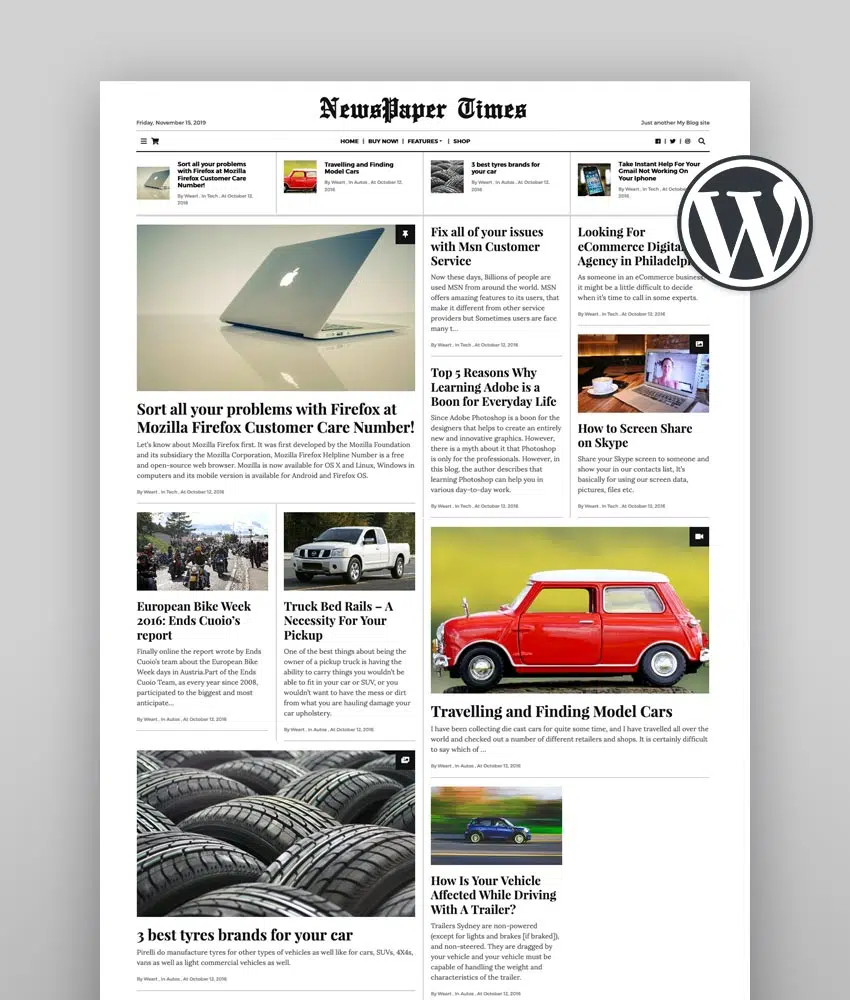 NewsPaper Times
Friday, November 15, 2019
Just another My Blog site
HOME | BUY NOW! | FEATURES | SHOP
Sort all your problems
with Firefox at Mozilla
Firefox Customer Care
Number!
By Weart . In Tech . At October 12,
2016
Travelling and Finding
Model Cars
By Weart . In Autos . At October 12,
2016
3 best tyres brands for
your car
By Weart . In Autos . At October 12,
2016
Take Instant Help For Your
Gmail Not Working On
Your Iphone
By Weart . In Tech . At October
2016
W
Sort all your problems with Firefox at
Mozilla Firefox Customer Care Number!
Let's know about Mozilla Firefox first. It was first developed by the Mozilla Foundation
and its subsidiary the Mozilla Corporation, Mozilla Firefox Helpline Number is a free
and open-source web browser. Mozilla is now available for OS X and Linux, Windows in
computers and its mobile version is available for Android and Firefox OS.
By Weart . In Tech . At October 12, 2016
European Bike Week
2016: Ends Cuoio's
report
Finally online the report wrote by Ends
Cuoio's team about the European Bike
Week days in Austria.Part of the Ends
Cuoio Team, as every year since 2008,
participated to the biggest and most
anticipate...
By Weart . In Autos . At October 12, 2016
Truck Bed Rails – A
Necessity For Your
Pickup
One of the best things about being the
owner of a pickup truck is having the
ability to carry things you wouldn't be
able to fit in your car or SUV, or you
wouldn't want to have the mess or dirt
from what you are hauling damage your
car upholstery.
By Weart . In Autos . At October 12, 2016
3 best tyres brands for your car
Pirelli do manufacture tyres for other types of vehicles as well like for cars, SUVs, 4X4s,
vans as well as light commercial vehicles as well.
By Weart . In Autos . At October 12, 2016
Fix all of your issues
with Msn Customer
Service
Now these days, Billions of people are
used MSN from around the world. MSN
offers amazing features to its users, that
make it different from other service
providers but Sometimes users are face
many t...
By Weart . In Tech . At October 12, 2016
Top 5 Reasons Why
Learning Adobe is a
Boon for Everyday Life
Since Adobe Photoshop is a boon for the
designers that helps to create an entirely
new and innovative graphics. However,
there is a myth about it that Photoshop
is only for the professionals. However, in
this blog, the author describes that
learning Photoshop can help you in
various day-to-day work.
By Weart . In Tech . At October 12, 2016
Looking For
eCommerce Digital
Agency in Philadelp
As someone in an eCommerce business,
it might be a little difficult to decide
when it's time to call in some experts.
By Weart . In Tech . At October 12, 2016
How to Screen Share
on Skype
Share your Skype screen to someone and
show your in our contacts list, It's
basically for using our screen data,
pictures, files etc.
By Weart . In Tech . At October 12, 2016
Travelling and Finding Model Cars
I have been collecting die cast cars for quite some time, and I have travelled all over the
world and checked out a number of different retailers and shops. It is certainly difficult
to say which of ...
By Weart . In Autos . At October 12, 2016
How Is Your Vehicle
Affected While Driving
With A Trailer?
Trailers Sydney are non-powered
(except for lights and brakes [if braked]),
and non-steered. They are dragged by
your vehicle and your vehicle must be
capable of handling the weight and
characteristics of the trailer.
By Weart . In Autos . At October 12, 2016